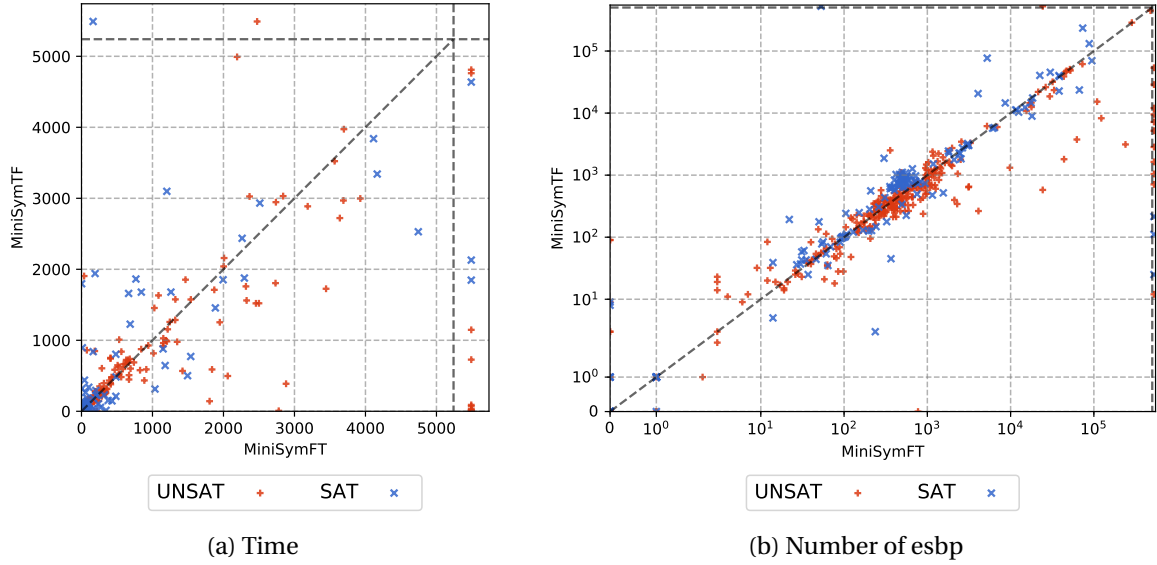 5000
4000
3000
2000
1000
0
MiniSymTF
0 1000 2000 3000 4000 5000
MiniSymFT
UNSAT + SAT ×
(a) Time
10^5
10^4
10^3
10^2
10^1
10^0
0
MiniSymTF
0 10^0 10^1 10^2 10^3 10^4 10^5
MiniSymFT
UNSAT + SAT ×
(b) Number of esbp